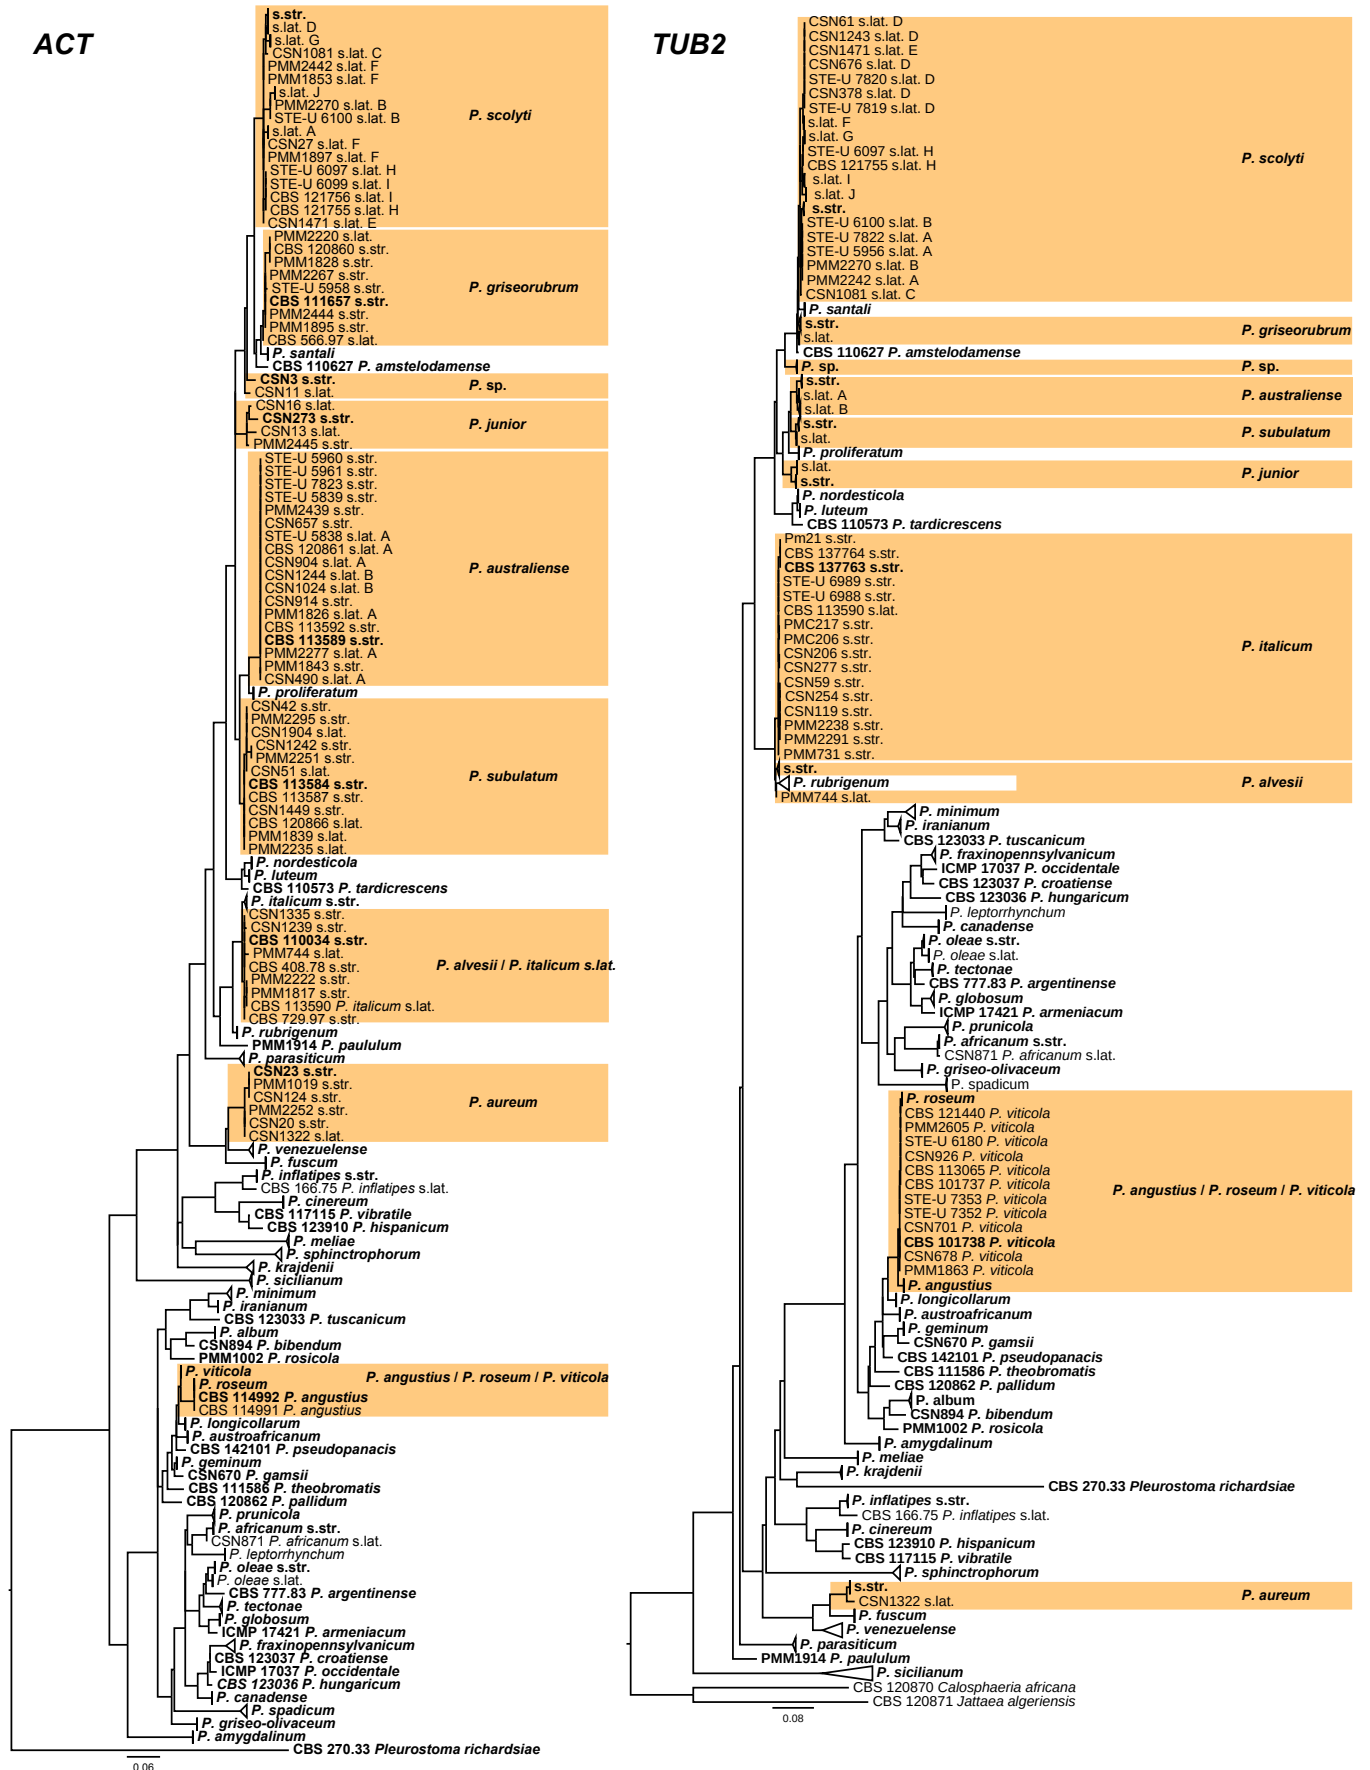 ACT
s.str.
s.lat. D
s.lat. G
CSN1081 s.lat. C
PMM2442 s.lat. F
PMM1853 s.lat. F
s.lat. J
PMM2270 s.lat. B
STE-U 6100 s.lat. B
s.lat. A
CSN27 s.lat. F
PMM1897 s.lat. F
STE-U 6097 s.lat. H
STE-U 6099 s.lat. I
CBS 121756 s.lat. I
CBS 121755 s.lat. H
CSN1471 s.lat. E
P. scolyti
PMM2220 s.lat.
CBS 120860 s.str.
PMM1828 s.str.
PMM2267 s.str.
STE-U 5958 s.str.
CBS 111657 s.str.
PMM2444 s.str.
PMM1895 s.str.
CBS 566.97 s.lat.
P. griseorubrum
P. santali
CBS 110627 P. amstelodamense
CSN3 s.str.
CSN11 s.lat.
P. sp.
CSN16 s.lat.
CSN273 s.str.
CSN13 s.lat.
PMM2445 s.str.
P. junior
STE-U 5960 s.str.
STE-U 5961 s.str.
STE-U 7823 s.str.
STE-U 5839 s.str.
PMM2439 s.str.
CSN657 s.str.
STE-U 5838 s.lat. A
CBS 120861 s.lat. A
CSN904 s.lat. A
CSN1244 s.lat. B
CSN1024 s.lat. B
CSN914 s.str.
PMM1826 s.lat. A
CBS 113592 s.str.
CBS 113589 s.str.
PMM2277 s.lat. A
PMM1843 s.str.
CSN490 s.lat. A
P. australiense
P. proliferatum
CSN42 s.str.
PMM2295 s.str.
CSN1904 s.lat.
CSN1242 s.str.
PMM2251 s.str.
CSN51 s.lat.
CBS 113584 s.str.
CBS 113587 s.str.
CSN1449 s.str.
CBS 120866 s.lat.
PMM1839 s.lat.
PMM2235 s.lat.
P. subulatum
P. nordesticola
P. luteum
CBS 110573 P. tardicrescens
P. italicum s.str.
CSN1335 s.str.
CSN1239 s.str.
CBS 110034 s.str.
PMM744 s.lat.
CBS 408.78 s.str.
PMM2222 s.str.
PMM1817 s.str.
CBS 113590 P. italicum s.lat.
CBS 729.97 s.str.
P. alvesii / P. italicum s.lat.
P. rubrigenum
PMM1914 P. paululum
P. parasiticum
CSN23 s.str.
PMM1019 s.str.
CSN124 s.str.
PMM2252 s.str.
CSN20 s.str.
CSN1322 s.lat.
P. aureum
P. venezuelense
P. fuscum
P. inflatipes s.str.
CBS 166.75 P. inflatipes s.lat.
P. cinereum
CBS 117115 P. vibratile
CBS 123910 P. hispanicum
P. meliae
P. sphinctrophorum
P. krajdenii
P. sicilianum
P. minimum
P. iranianum
CBS 123033 P. tuscanicum
P. album
CSN894 P. bibendum
PMM1002 P. rosicola
P. viticola
P. roseum
CBS 114992 P. angustius
CBS 114991 P. angustius
P. angustius / P. roseum / P. viticola
P. longicollarum
P. austroafricanum
CBS 142101 P. pseudopanacis
P. geminum
CSN670 P. gamsii
CBS 111586 P. theobromatis
CBS 120862 P. pallidum
P. prunicola
P. africanum s.str.
CSN871 P. africanum s.lat.
P. leptorrhynchum
P. oleae s.str.
P. oleae s.lat.
CBS 777.83 P. argentinense
P. tectonae
P. globosum
ICMP 17421 P. armeniacum
P. fraxinopennsylvanicum
CBS 123037 P. croatiense
ICMP 17037 P. occidentale
CBS 123036 P. hungaricum
P. canadense
P. spadicum
P. griseo-olivaceum
P. amygdalinum
CBS 270.33 Pleurostoma richardsiae
0.06
TUB2
CSN61 s.lat. D
CSN1243 s.lat. D
CSN1471 s.lat. E
CSN676 s.lat. D
STE-U 7820 s.lat. D
CSN378 s.lat. D
STE-U 7819 s.lat. D
s.lat. F
s.lat. G
STE-U 6097 s.lat. H
CBS 121755 s.lat. H
s.lat. I
s.lat. J
s.str.
STE-U 6100 s.lat. B
STE-U 7822 s.lat. A
STE-U 5956 s.lat. A
PMM2270 s.lat. B
PMM2242 s.lat. A
CSN1081 s.lat. C
P. scolyti
P. santali
s.str.
s.lat.
P. griseorubrum
CBS 110627 P. amstelodamense
P. sp.
P. sp.
s.str.
s.lat. A
s.lat. B
P. australiense
s.str.
s.lat.
P. subulatum
P. proliferatum
s.lat.
s.str.
P. junior
P. nordesticola
P. luteum
CBS 110573 P. tardicrescens
Pm21 s.str.
CBS 137764 s.str.
CBS 137763 s.str.
STE-U 6989 s.str.
STE-U 6988 s.str.
CBS 113590 s.lat.
PMC217 s.str.
PMC206 s.str.
CSN206 s.str.
CSN277 s.str.
CSN59 s.str.
CSN254 s.str.
CSN119 s.str.
PMM2238 s.str.
PMM2291 s.str.
PMM731 s.str.
P. italicum
s.str.
P. rubrigenum
PMM744 s.lat.
P. alvesii
P. minimum
P. iranianum
CBS 123033 P. tuscanicum
P. fraxinopennsylvanicum
ICMP 17037 P. occidentale
CBS 123037 P. croatiense
CBS 123036 P. hungaricum
P. leptorrhynchum
P. canadense
P. oleae s.str.
P. oleae s.lat.
P. tectonae
CBS 777.83 P. argentinense
P. globosum
ICMP 17421 P. armeniacum
P. prunicola
P. africanum s.str.
CSN871 P. africanum s.lat.
P. griseo-olivaceum
P. spadicum
P. roseum
CBS 121440 P. viticola
PMM2605 P. viticola
STE-U 6180 P. viticola
CSN926 P. viticola
CBS 113065 P. viticola
CBS 101737 P. viticola
STE-U 7353 P. viticola
STE-U 7352 P. viticola
CSN701 P. viticola
CBS 101738 P. viticola
CSN678 P. viticola
PMM1863 P. viticola
P. angustius
P. angustius / P. roseum / P. viticola
P. longicollarum
P. austroafricanum
P. geminum
CSN670 P. gamsii
CBS 142101 P. pseudopanacis
CBS 111586 P. theobromatis
CBS 120862 P. pallidum
P. album
CSN894 P. bibendum
PMM1002 P. rosicola
P. amygdalinum
P. meliae
P. krajdenii
CBS 270.33 Pleurostoma richardsiae
P. inflatipes s.str.
CBS 166.75 P. inflatipes s.lat.
P. cinereum
CBS 123910 P. hispanicum
CBS 117115 P. vibratile
P. sphinctrophorum
s.str.
CSN1322 s.lat.
P. aureum
P. fuscum
P. venezuelense
P. parasiticum
PMM1914 P. paululum
P. sicilianum
CBS 120870 Calosphaeria africana
CBS 120871 Jattaea algeriensis
0.08